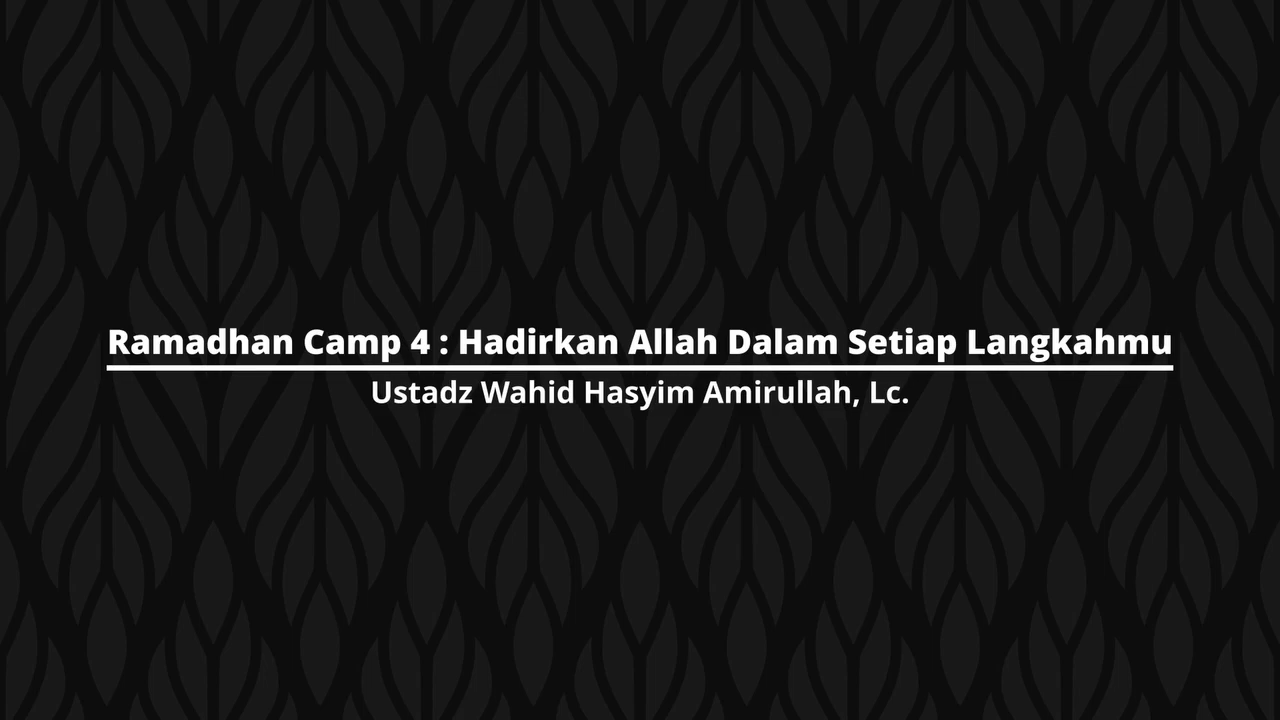 Ramadhan Camp 4 : Hadirkan Allah Dalam Setiap Langkahmu
Ustadz Wahid Hasyim Amirullah, Lc.